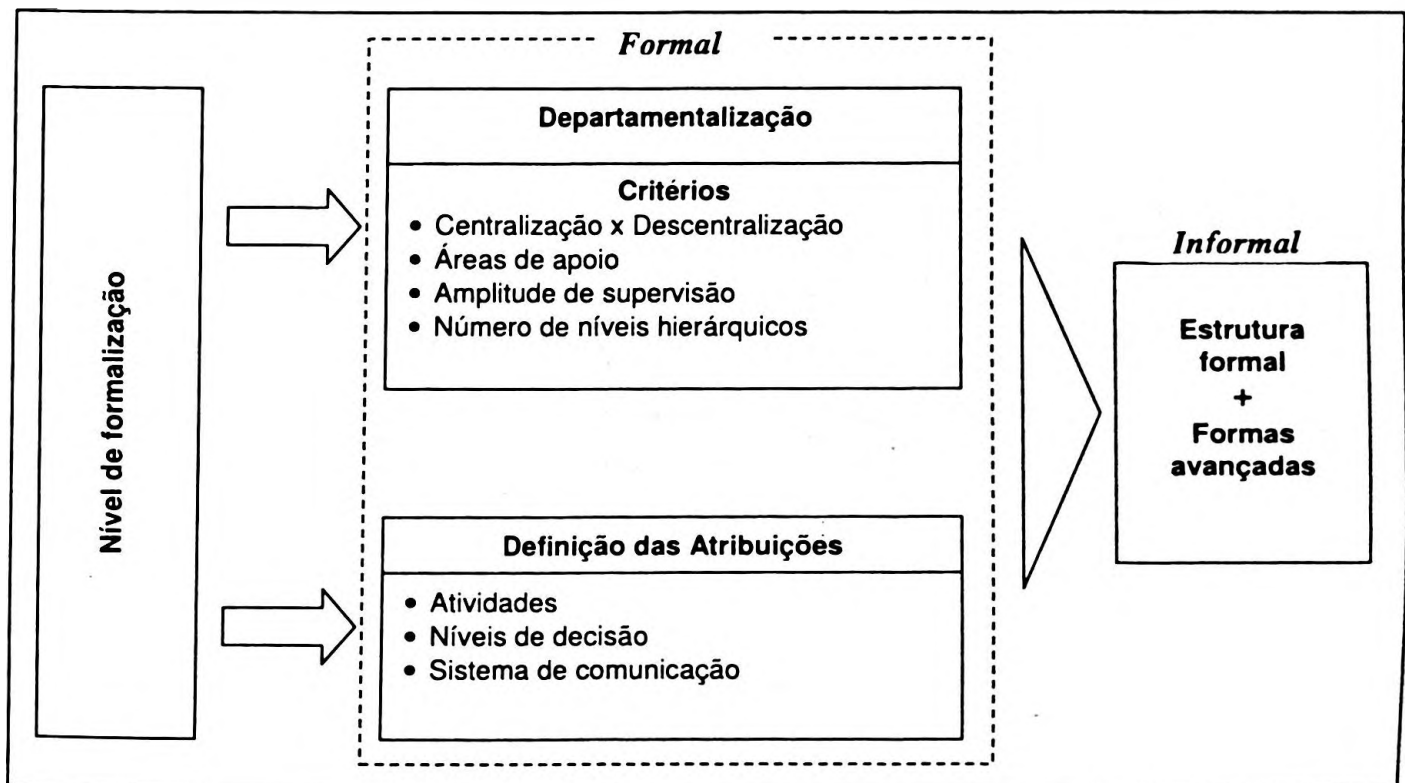 Formal
Nível de formalização
Departamentalização
Critérios
• Centralização x Descentralização
• Áreas de apoio
• Amplitude de supervisão
• Número de níveis hierárquicos
Definição das Atribuições
• Atividades
• Níveis de decisão
• Sistema de comunicação
Informal
Estrutura
formal
+
Formas
avançadas